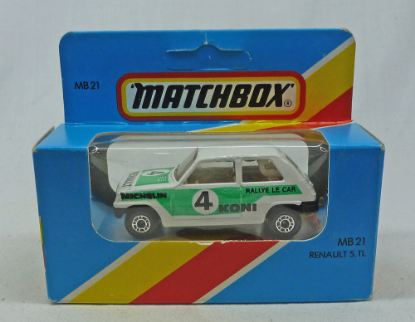 MB 21
"MATCHBOX"®
MICHELIN
4
KONI
RALLYE LE CAR
MB 21
RENAULT 5.TL